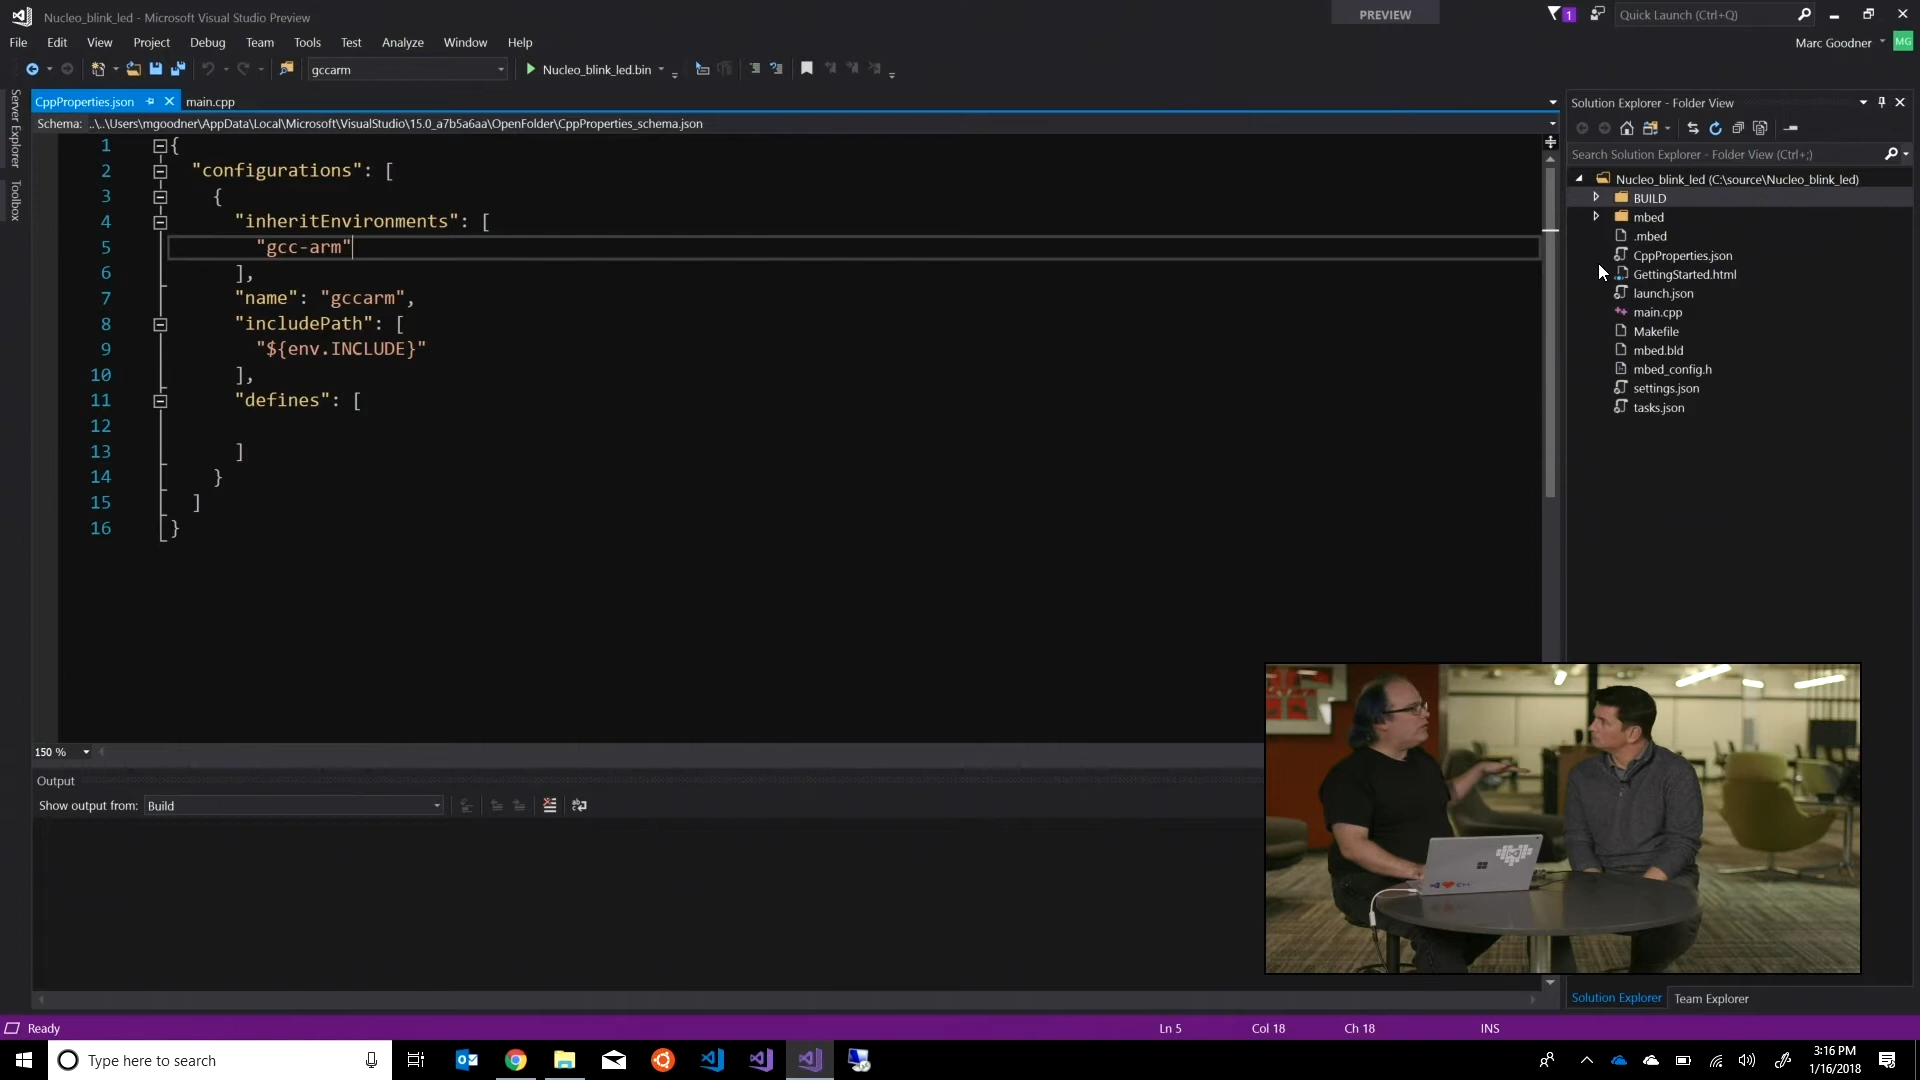 Nucleo_blink_led - Microsoft Visual Studio Preview
PREVIEW
1
Quick Launch (Ctrl+Q)
File Edit View Project Debug Team Tools Test Analyze Window Help
Marc Goodner
MG
gccarm
Nucleo_blink_led.bin
Server Explorer
Toolbox
CppProperties.json
main.cpp
Schema: ..\..\Users\mgoodner\AppData\Local\Microsoft\VisualStudio\15.0_a7b5a6aa\OpenFolder\CppProperties_schema.json
1 {
2 "configurations": [
3 {
4 "inheritEnvironments": [
5 "gcc-arm"
6 ],
7 "name": "gccarm",
8 "includePath": [
9 "${env.INCLUDE}"
10 ],
11 "defines": [
12
13 ]
14 }
15 ]
16 }
150 %
Output
Show output from: Build
Solution Explorer - Folder View
Search Solution Explorer - Folder View (Ctrl+;)
Nucleo_blink_led (C:\source\Nucleo_blink_led)
BUILD
mbed
.mbed
CppProperties.json
GettingStarted.html
launch.json
main.cpp
Makefile
mbed.bld
mbed_config.h
settings.json
tasks.json
Solution Explorer
Team Explorer
Ready
Ln 5
Col 18
Ch 18
INS
Type here to search
3:16 PM
1/16/2018